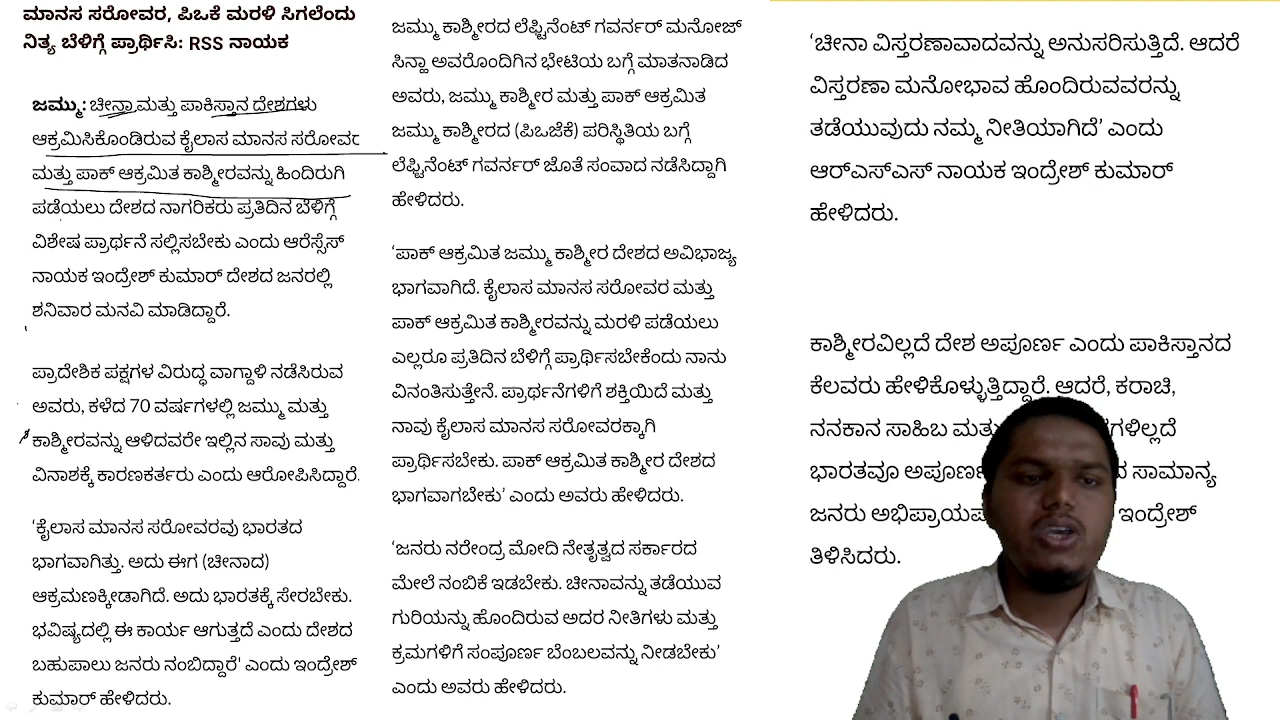 ಮಾನಸ ಸರೋವರ, ಪಿಒಕೆ ಮರಳಿ ಸಿಗಲೆಂದು
ನಿತ್ಯ ಬೆಳಿಗ್ಗೆ ಪ್ರಾರ್ಥಿಸಿ: RSS ನಾಯಕ
ಜಮ್ಮು: ಚೀನಾ ಮತ್ತು ಪಾಕಿಸ್ತಾನ ದೇಶಗಳು
ಆಕ್ರಮಿಸಿಕೊಂಡಿರುವ ಕೈಲಾಸ ಮಾನಸ ಸರೋವರ
ಮತ್ತು ಪಾಕ್ ಆಕ್ರಮಿತ ಕಾಶ್ಮೀರವನ್ನು ಹಿಂದಿರುಗಿ
ಪಡೆಯಲು ದೇಶದ ನಾಗರಿಕರು ಪ್ರತಿದಿನ ಬೆಳಿಗ್ಗೆ
ವಿಶೇಷ ಪ್ರಾರ್ಥನೆ ಸಲ್ಲಿಸಬೇಕು ಎಂದು ಆರೆಸ್ಸೆಸ್
ನಾಯಕ ಇಂದ್ರೇಶ್ ಕುಮಾರ್ ದೇಶದ ಜನರಲ್ಲಿ
ಶನಿವಾರ ಮನವಿ ಮಾಡಿದ್ದಾರೆ.
ಪ್ರಾದೇಶಿಕ ಪಕ್ಷಗಳ ವಿರುದ್ಧ ವಾಗ್ದಾಳಿ ನಡೆಸಿರುವ
ಅವರು, ಕಳೆದ 70 ವರ್ಷಗಳಲ್ಲಿ ಜಮ್ಮು ಮತ್ತು
ಕಾಶ್ಮೀರವನ್ನು ಆಳಿದವರೇ ಇಲ್ಲಿನ ಸಾವು ಮತ್ತು
ವಿನಾಶಕ್ಕೆ ಕಾರಣಕರ್ತರು ಎಂದು ಆರೋಪಿಸಿದ್ದಾರೆ.
'ಕೈಲಾಸ ಮಾನಸ ಸರೋವರವು ಭಾರತದ
ಭಾಗವಾಗಿತ್ತು. ಅದು ಈಗ (ಚೀನಾದ)
ಆಕ್ರಮಣಕ್ಕೀಡಾಗಿದೆ. ಅದು ಭಾರತಕ್ಕೆ ಸೇರಬೇಕು.
ಭವಿಷ್ಯದಲ್ಲಿ ಈ ಕಾರ್ಯ ಆಗುತ್ತದೆ ಎಂದು ದೇಶದ
ಬಹುಪಾಲು ಜನರು ನಂಬಿದ್ದಾರೆ' ಎಂದು ಇಂದ್ರೇಶ್
ಕುಮಾರ್ ಹೇಳಿದರು.
ಜಮ್ಮು ಕಾಶ್ಮೀರದ ಲೆಫ್ಟಿನೆಂಟ್ ಗವರ್ನರ್ ಮನೋಜ್
ಸಿನ್ಹಾ ಅವರೊಂದಿಗಿನ ಭೇಟಿಯ ಬಗ್ಗೆ ಮಾತನಾಡಿದ
ಅವರು, ಜಮ್ಮು ಕಾಶ್ಮೀರ ಮತ್ತು ಪಾಕ್ ಆಕ್ರಮಿತ
ಜಮ್ಮು ಕಾಶ್ಮೀರದ (ಪಿಒಜೆಕೆ) ಪರಿಸ್ಥಿತಿಯ ಬಗ್ಗೆ
ಲೆಫ್ಟಿನೆಂಟ್ ಗವರ್ನರ್ ಜೊತೆ ಸಂವಾದ ನಡೆಸಿದ್ದಾಗಿ
ಹೇಳಿದರು.
'ಪಾಕ್ ಆಕ್ರಮಿತ ಜಮ್ಮು ಕಾಶ್ಮೀರ ದೇಶದ ಅವಿಭಾಜ್ಯ
ಭಾಗವಾಗಿದೆ. ಕೈಲಾಸ ಮಾನಸ ಸರೋವರ ಮತ್ತು
ಪಾಕ್ ಆಕ್ರಮಿತ ಕಾಶ್ಮೀರವನ್ನು ಮರಳಿ ಪಡೆಯಲು
ಎಲ್ಲರೂ ಪ್ರತಿದಿನ ಬೆಳಿಗ್ಗೆ ಪ್ರಾರ್ಥಿಸಬೇಕೆಂದು ನಾನು
ವಿನಂತಿಸುತ್ತೇನೆ. ಪ್ರಾರ್ಥನೆಗಳಿಗೆ ಶಕ್ತಿಯಿದೆ ಮತ್ತು
ನಾವು ಕೈಲಾಸ ಮಾನಸ ಸರೋವರಕ್ಕಾಗಿ
ಪ್ರಾರ್ಥಿಸಬೇಕು. ಪಾಕ್ ಆಕ್ರಮಿತ ಕಾಶ್ಮೀರ ದೇಶದ
ಭಾಗವಾಗಬೇಕು' ಎಂದು ಅವರು ಹೇಳಿದರು.
'ಜನರು ನರೇಂದ್ರ ಮೋದಿ ನೇತೃತ್ವದ ಸರ್ಕಾರದ
ಮೇಲೆ ನಂಬಿಕೆ ಇಡಬೇಕು. ಚೀನಾವನ್ನು ತಡೆಯುವ
ಗುರಿಯನ್ನು ಹೊಂದಿರುವ ಅದರ ನೀತಿಗಳು ಮತ್ತು
ಕ್ರಮಗಳಿಗೆ ಸಂಪೂರ್ಣ ಬೆಂಬಲವನ್ನು ನೀಡಬೇಕು'
ಎಂದು ಅವರು ಹೇಳಿದರು.
'ಚೀನಾ ವಿಸ್ತರಣಾವಾದವನ್ನು ಅನುಸರಿಸುತ್ತಿದೆ. ಆದರೆ
ವಿಸ್ತರಣಾ ಮನೋಭಾವ ಹೊಂದಿರುವವರನ್ನು
ತಡೆಯುವುದು ನಮ್ಮ ನೀತಿಯಾಗಿದೆ' ಎಂದು
ಆರ್‌ಎಸ್‌ಎಸ್ ನಾಯಕ ಇಂದ್ರೇಶ್ ಕುಮಾರ್
ಹೇಳಿದರು.
ಕಾಶ್ಮೀರವಿಲ್ಲದೆ ದೇಶ ಅಪೂರ್ಣ ಎಂದು ಪಾಕಿಸ್ತಾನದ
ಕೆಲವರು ಹೇಳಿಕೊಳ್ಳುತ್ತಿದ್ದಾರೆ. ಆದರೆ, ಕರಾಚಿ,
ನನಕಾನ ಸಾಹಿಬ
ಭಾರತವೂ ಸಾಮಾನ್ಯ
ಜನರು ಇಂದ್ರೇಶ್
ತಿಳಿಸಿದರು.